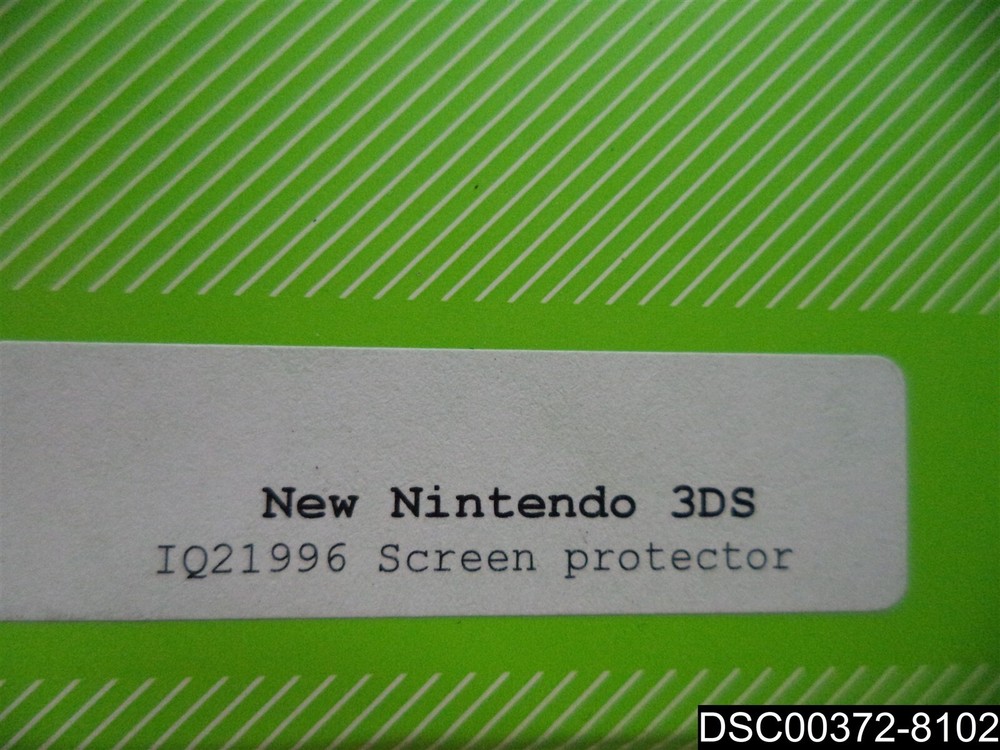 New Nintendo 3DS
IQ21996 Screen protector
DSC00372-8102